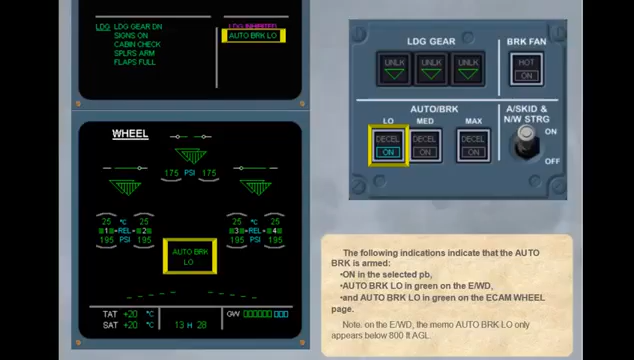 LDG LDG GEAR DN
SIGNS ON
CABIN CHECK
SPLRS ARM
FLAPS FULL
LDG INHIBITED
AUTO BRK LO
WHEEL
175 PSI 175
25 °C 25
1 REL 2
195 PSI 195
25 °C 25
3 REL 4
195 PSI 195
AUTO BRK
LO
TAT +20 °C
SAT +20 °C
13 H 28
GW
LDG GEAR
BRK FAN
UNLK
UNLK
UNLK
HOT
ON
AUTO/BRK
LO
MED
MAX
DECEL
ON
DECEL
ON
DECEL
ON
A/SKID &
N/W STRG
ON
OFF
The following indications indicate that the AUTO
BRK is armed:
•ON in the selected pb,
•AUTO BRK LO in green on the E/WD,
•and AUTO BRK LO in green on the ECAM WHEEL
page.
Note: on the E/WD, the memo AUTO BRK LO only
appears below 800 ft AGL.